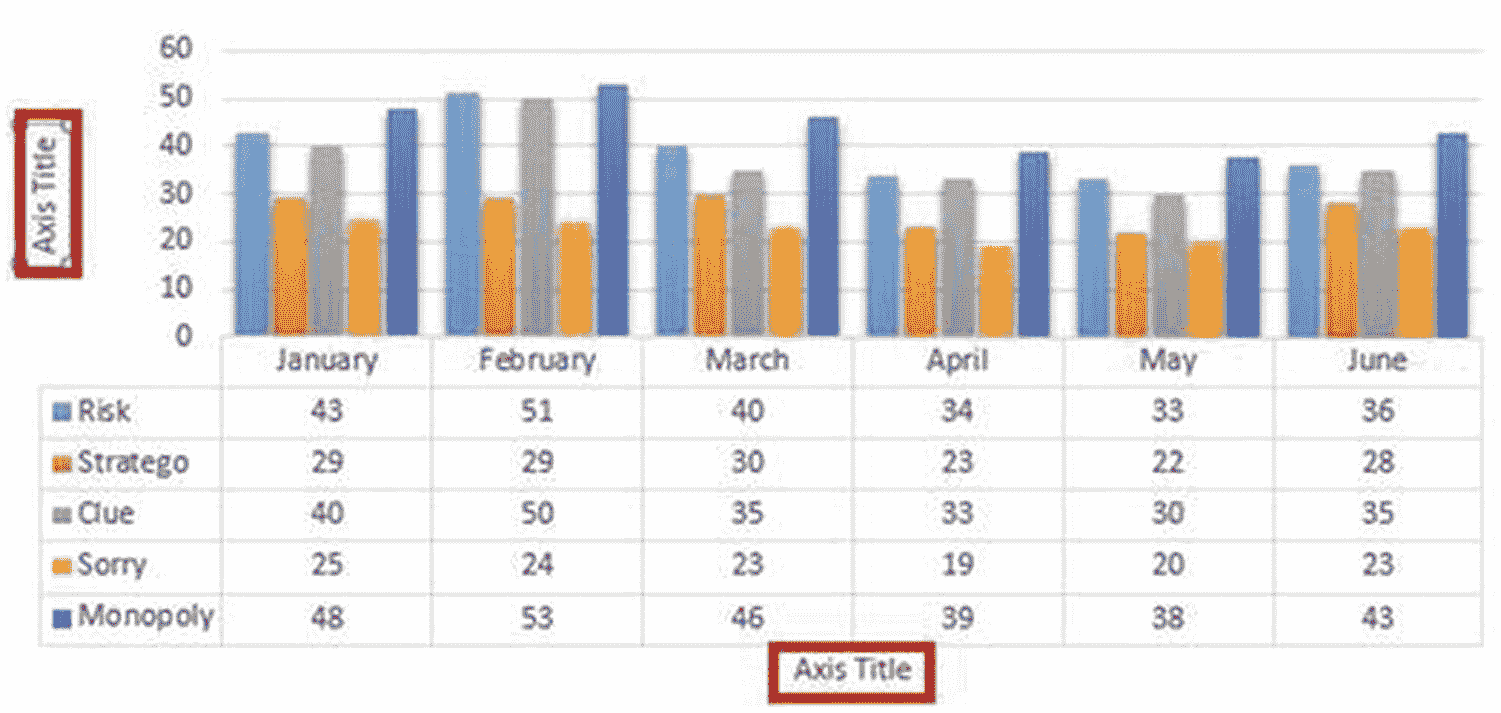 60
50
40
30
20
10
0
Axis Title
January February March April May June
Risk 43 51 40 34 33 36
Stratego 29 29 30 23 22 28
Clue 40 50 35 33 30 35
Sorry 25 24 23 19 20 23
Monopoly 48 53 46 39 38 43
Axis Title